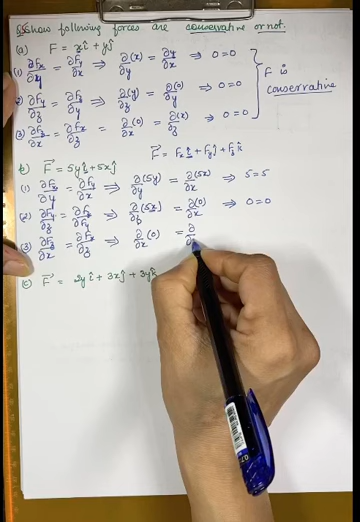 Q5. Show following forces are conservative or not.
(a) F = xî + yĵ
(1) ∂Fx/∂y = ∂Fy/∂x ⇒ ∂(x)/∂y = ∂y/∂x ⇒ 0=0
(2) ∂Fy/∂z = ∂Fz/∂y ⇒ ∂(y)/∂z = ∂(0)/∂y ⇒ 0=0
(3) ∂Fz/∂x = ∂Fx/∂z ⇒ ∂(0)/∂x = ∂(x)/∂z ⇒ 0=0
F is conservative
F⃗ = Fxî + Fyĵ + Fzk̂
b) F⃗ = 5yî + 5xĵ
(1) ∂Fx/∂y = ∂Fy/∂x ⇒ ∂(5y)/∂y = ∂(5x)/∂x ⇒ 5=5
(2) ∂Fy/∂z = ∂Fz/∂y ⇒ ∂(5x)/∂z = ∂(0)/∂x ⇒ 0=0
(3) ∂Fz/∂x = ∂Fx/∂z ⇒ ∂(0)/∂x = ∂
(c) F⃗ = 2yî + 3xĵ + 3yk̂